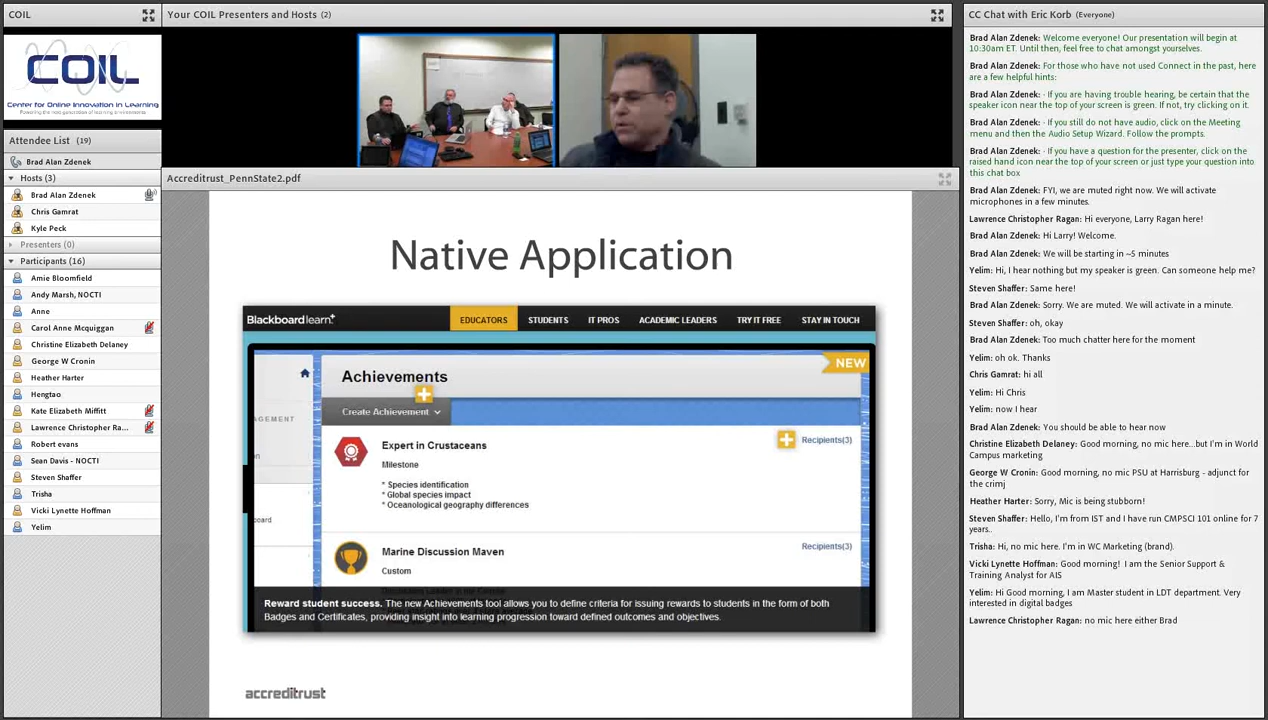 COIL
COIL
Center for Online Innovation in Learning
Attendee List (19)
Brad Alan Zdenek
Hosts (3)
Brad Alan Zdenek
Chris Gamrat
Kyle Peck
Presenters (0)
Participants (16)
Amie Bloomfield
Andy Marsh, NOCTI
Anne
Carol Anne Mcquiggan
Christine Elizabeth Delaney
George W Cronin
Heather Harter
Hengtao
Kate Elizabeth Miffitt
Lawrence Christopher Ra...
Robert evans
Sean Davis - NOCTI
Steven Shaffer
Trisha
Vicki Lynette Hoffman
Yelim
Your COIL Presenters and Hosts (2)
Accreditrust_PennState2.pdf
Native Application
Blackboard learn+
EDUCATORS STUDENTS IT PROS ACADEMIC LEADERS TRY IT FREE STAY IN TOUCH
NEW
Achievements
Create Achievement
AGEMENT
Expert in Crustaceans
Recipients(3)
Milestone
* Species identification
* Global species impact
* Oceanological geography differences
oard
Marine Discussion Maven
Recipients(3)
Custom
Reward student success. The new Achievements tool allows you to define criteria for issuing rewards to students in the form of both
Badges and Certificates, providing insight into learning progression toward defined outcomes and objectives.
accreditrust
CC Chat with Eric Korb (Everyone)
Brad Alan Zdenek: Welcome everyone! Our presentation will begin at
10:30am ET. Until then, feel free to chat amongst yourselves.
Brad Alan Zdenek: For those who have not used Connect in the past, here
are a few helpful hints:
Brad Alan Zdenek: · If you are having trouble hearing, be certain that the
speaker icon near the top of your screen is green. If not, try clicking on it.
Brad Alan Zdenek: · If you still do not have audio, click on the Meeting
menu and then the Audio Setup Wizard. Follow the prompts.
Brad Alan Zdenek: · If you have a question for the presenter, click on the
raised hand icon near the top of your screen or just type your question into
this chat box
Brad Alan Zdenek: FYI, we are muted right now. We will activate
microphones in a few minutes.
Lawrence Christopher Ragan: Hi everyone, Larry Ragan here!
Brad Alan Zdenek: Hi Larry! Welcome.
Brad Alan Zdenek: We will be starting in ~5 minutes
Yelim: Hi, I hear nothing but my speaker is green. Can someone help me?
Steven Shaffer: Same here!
Brad Alan Zdenek: Sorry. We are muted. We will activate in a minute.
Steven Shaffer: oh, okay
Brad Alan Zdenek: Too much chatter here for the moment
Yelim: oh ok. Thanks
Chris Gamrat: hi all
Yelim: Hi Chris
Yelim: now I hear
Brad Alan Zdenek: You should be able to hear now
Christine Elizabeth Delaney: Good morning, no mic here...but I'm in World
Campus marketing
George W Cronin: Good morning, no mic PSU at Harrisburg - adjunct for
the crimj
Heather Harter: Sorry, Mic is being stubborn!
Steven Shaffer: Hello, I'm from IST and I have run CMPSCI 101 online for 7
years..
Trisha: Hi, no mic here. I'm in WC Marketing (brand).
Vicki Lynette Hoffman: Good morning! I am the Senior Support &
Training Analyst for AIS
Yelim: Hi Good morning, I am Master student in LDT department. Very
interested in digital badges
Lawrence Christopher Ragan: no mic here either Brad